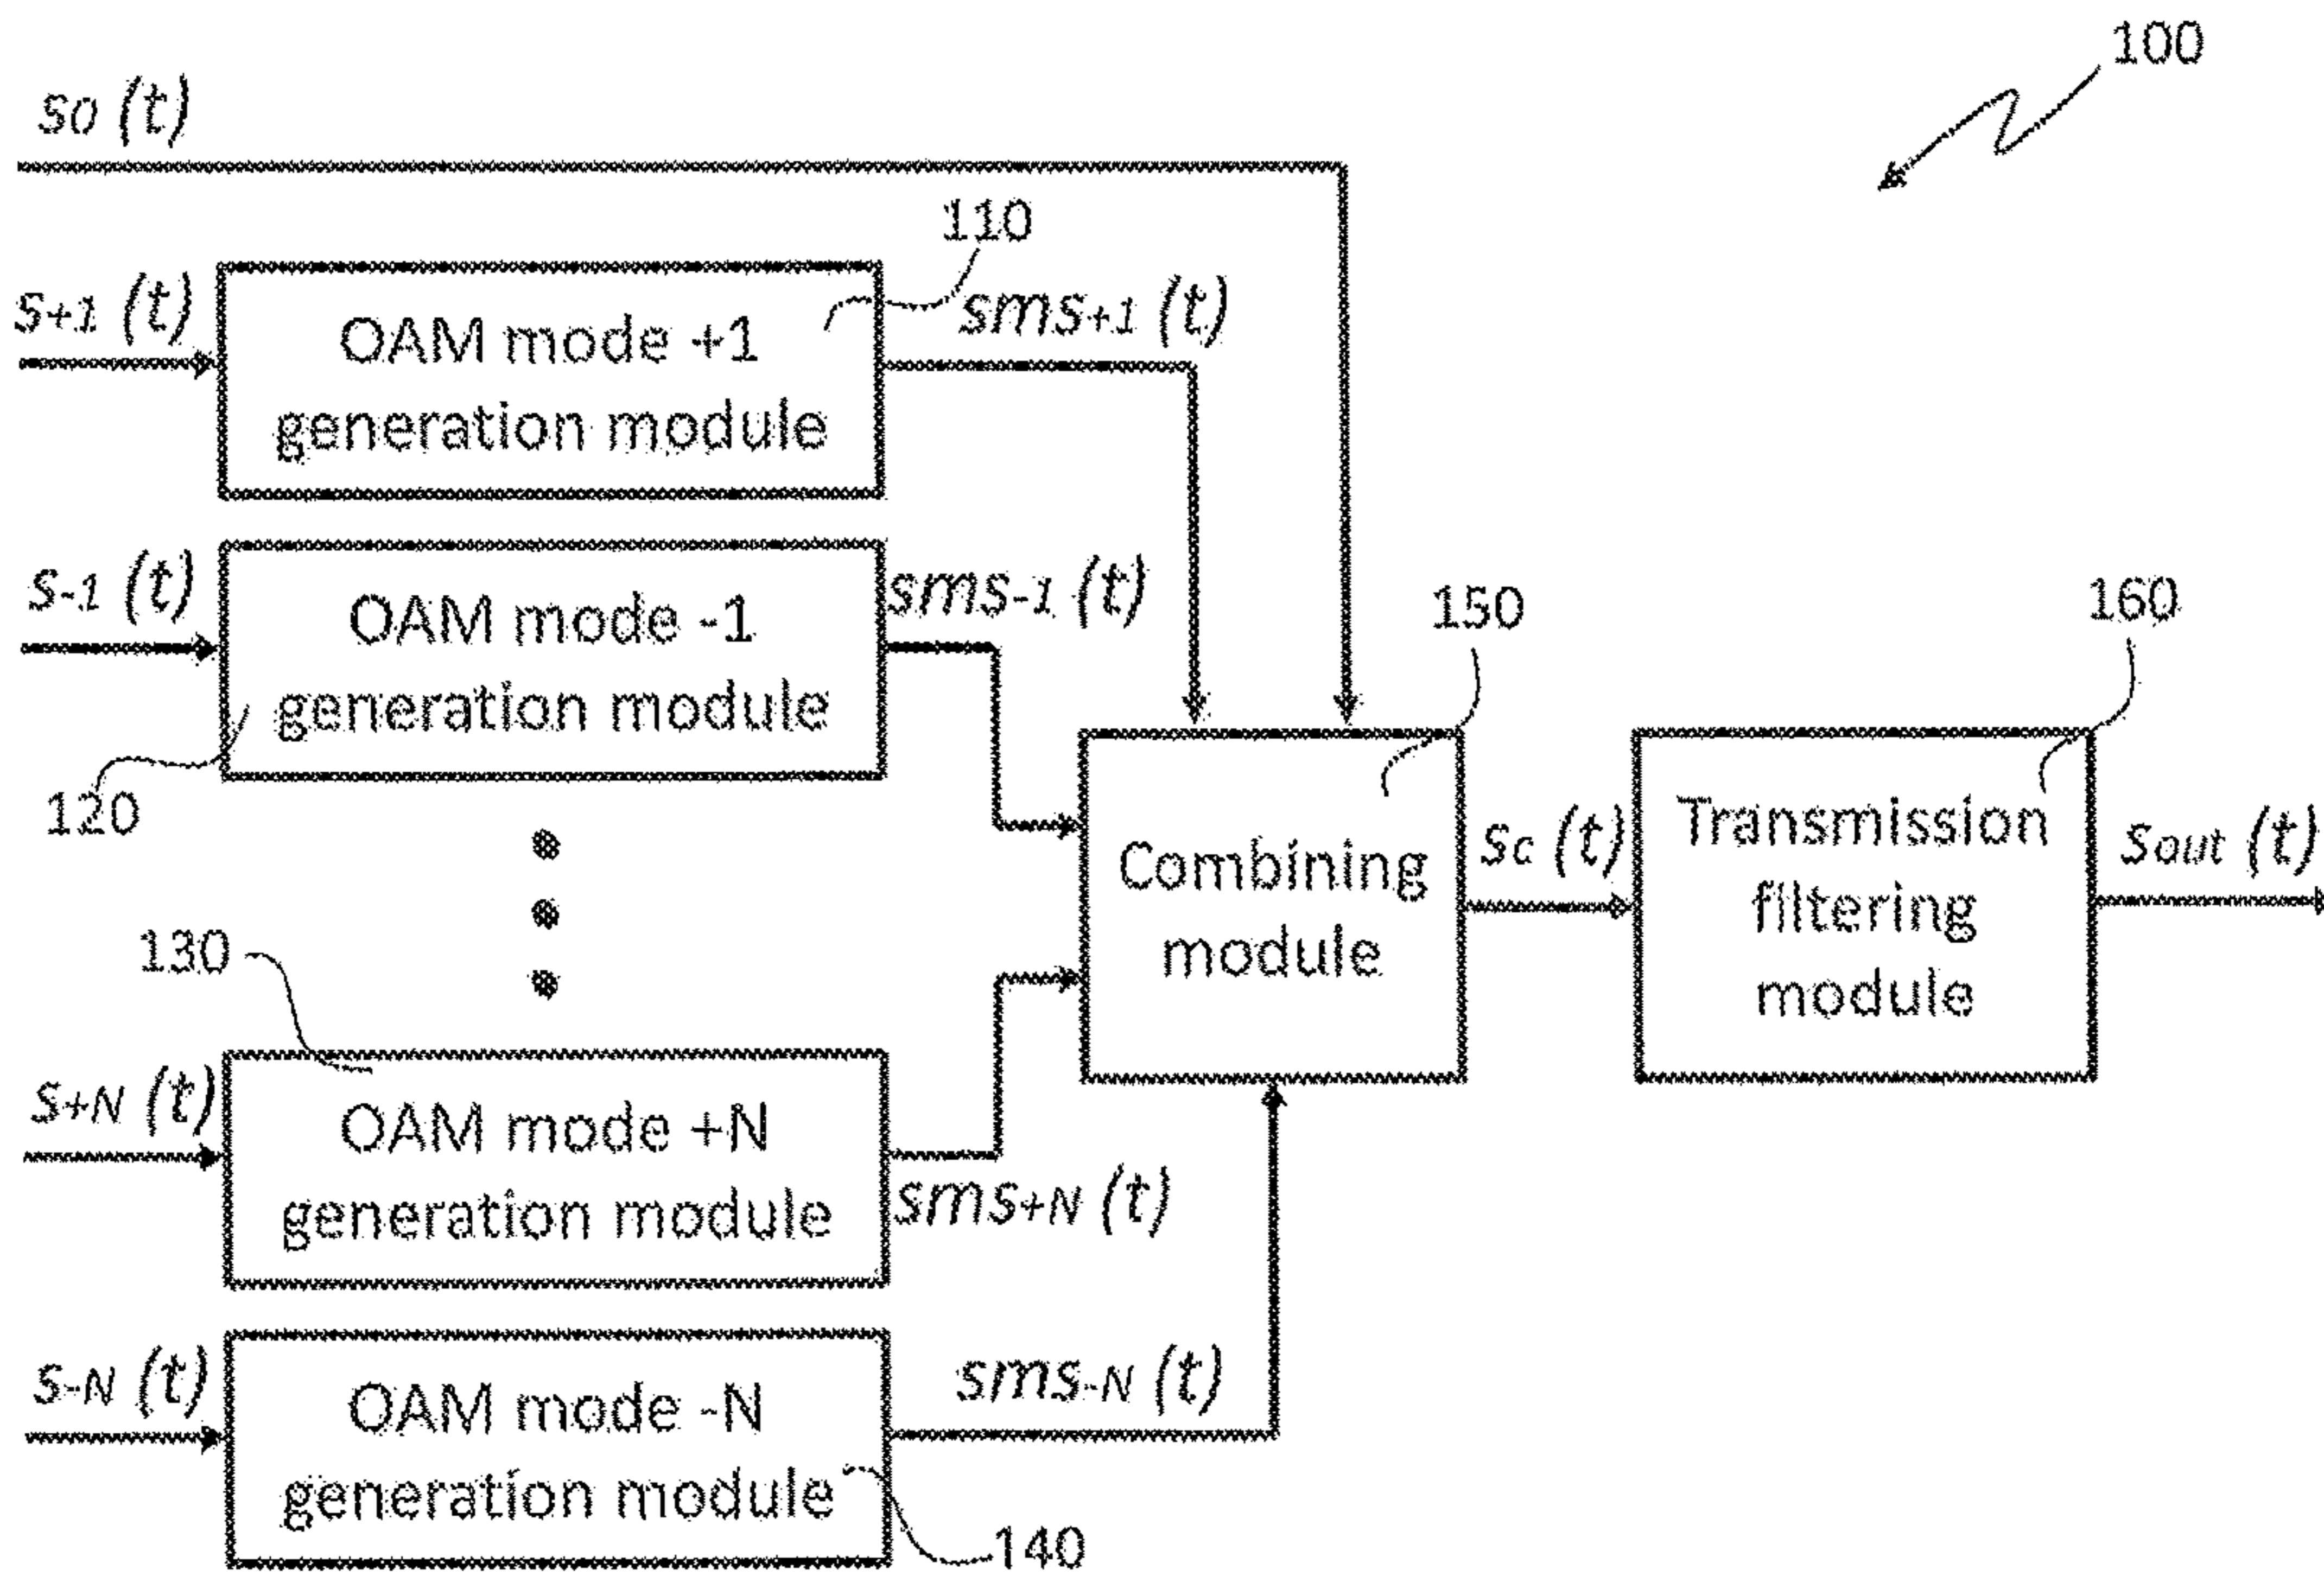 100
s0 (t)
110
s+1 (t)
OAM mode +1
generation module
sms+1 (t)
s-1 (t)
OAM mode -1
generation module
sms-1 (t)
120
150
160
Combining
module
sc (t)
Transmission
filtering
module
sout (t)
130
s+N (t)
OAM mode +N
generation module
sms+N (t)
s-N (t)
OAM mode -N
generation module
sms-N (t)
140